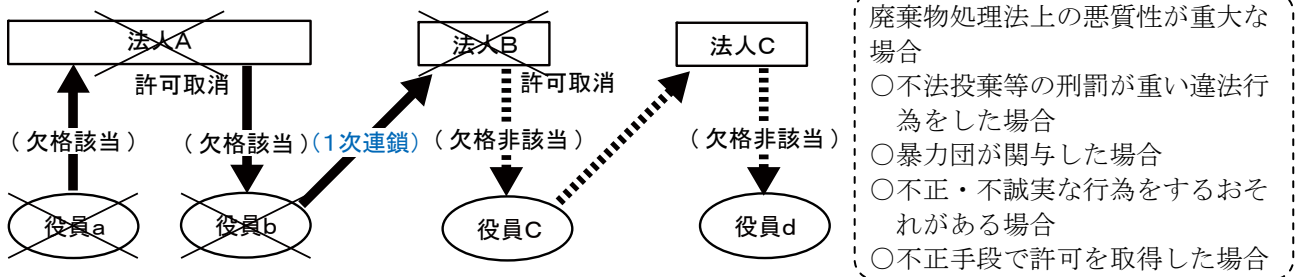 法人A
法人B
法人C
許可取消
許可取消
(欠格該当)
(欠格該当)
(1次連鎖)
(欠格非該当)
(欠格非該当)
役員a
役員b
役員C
役員d
廃棄物処理法上の悪質性が重大な
場合
○不法投棄等の刑罰が重い違法行
為をした場合
○暴力団が関与した場合
○不正・不誠実な行為をするおそ
れがある場合
○不正手段で許可を取得した場合